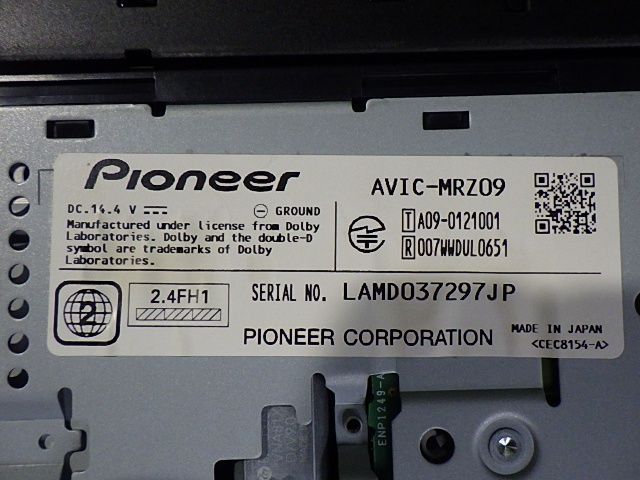 Pioneer
AVIC-MRZ09
DC.14.4 V
GROUND
Manufactured under license from Dolby
Laboratories. Dolby and the double-D
symbol are trademarks of Dolby
Laboratories.
T A09-0121001
R 007WWDUL0651
2
2.4FH1
SERIAL NO. LAMD037297JP
PIONEER CORPORATION
MADE IN JAPAN
<CEC8154-A>
ENP1249-A